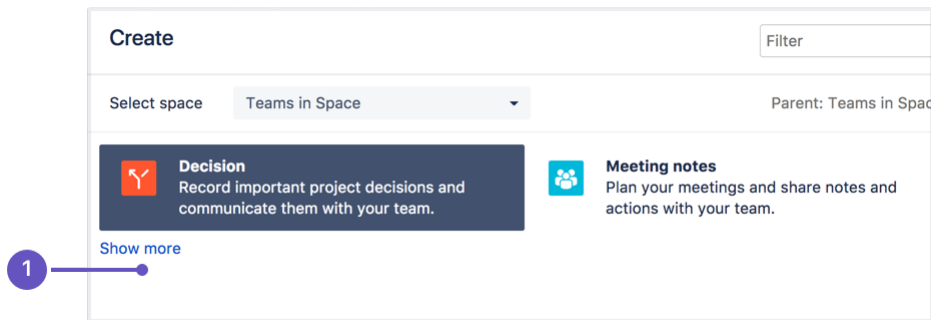 Create
Filter
Select space
Teams in Space
Parent: Teams in Spac
Decision
Record important project decisions and
communicate them with your team.
Meeting notes
Plan your meetings and share notes and
actions with your team.
Show more
1